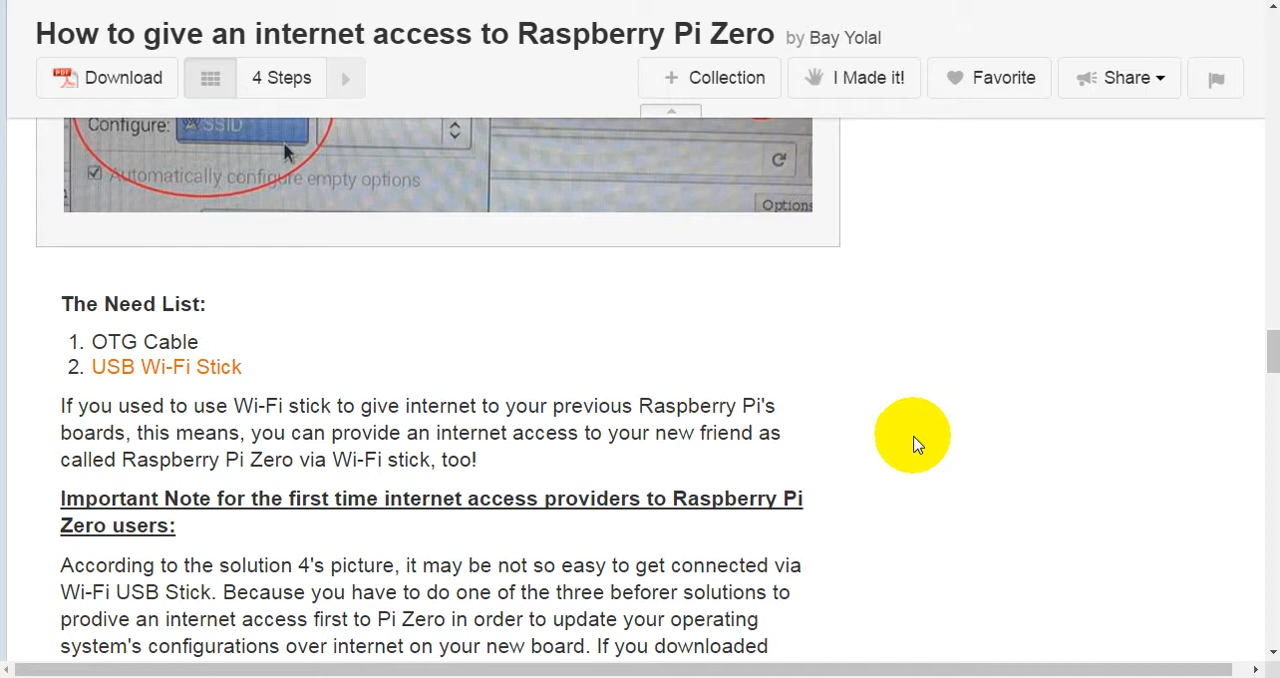 How to give an internet access to Raspberry Pi Zero by Bay Yolal
PDF Download 4 Steps + Collection I Made it! Favorite Share
Configure: SSID
Automatically configure empty options
Options
The Need List:
1. OTG Cable
2. USB Wi-Fi Stick
If you used to use Wi-Fi stick to give internet to your previous Raspberry Pi's
boards, this means, you can provide an internet access to your new friend as
called Raspberry Pi Zero via Wi-Fi stick, too!
Important Note for the first time internet access providers to Raspberry Pi
Zero users:
According to the solution 4's picture, it may be not so easy to get connected via
Wi-Fi USB Stick. Because you have to do one of the three beforer solutions to
prodive an internet access first to Pi Zero in order to update your operating
system's configurations over internet on your new board. If you downloaded